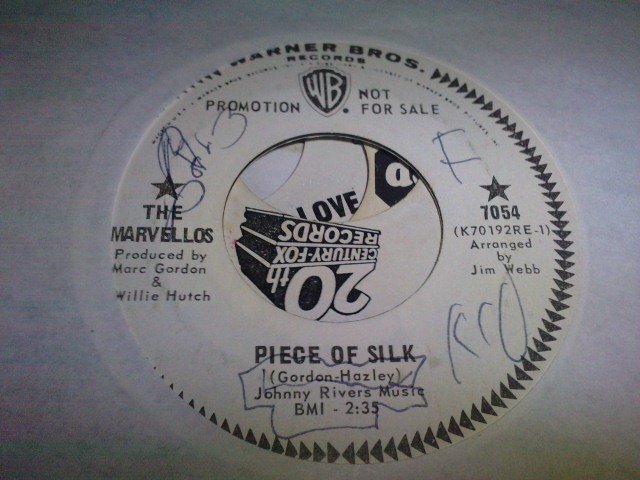 WARNER BROS.
RECORDS
WB
PROMOTION NOT
FOR SALE
THE
MARVELLOS
Produced by
Marc Gordon
&
Willie Hutch
7054
(K70192RE-1)
Arranged
by
Jim Webb
LOVE
20th
CENTURY-FOX
RECORDS
PIECE OF SILK
(Gordon-Hazley)
Johnny Rivers Music
BMI - 2:35